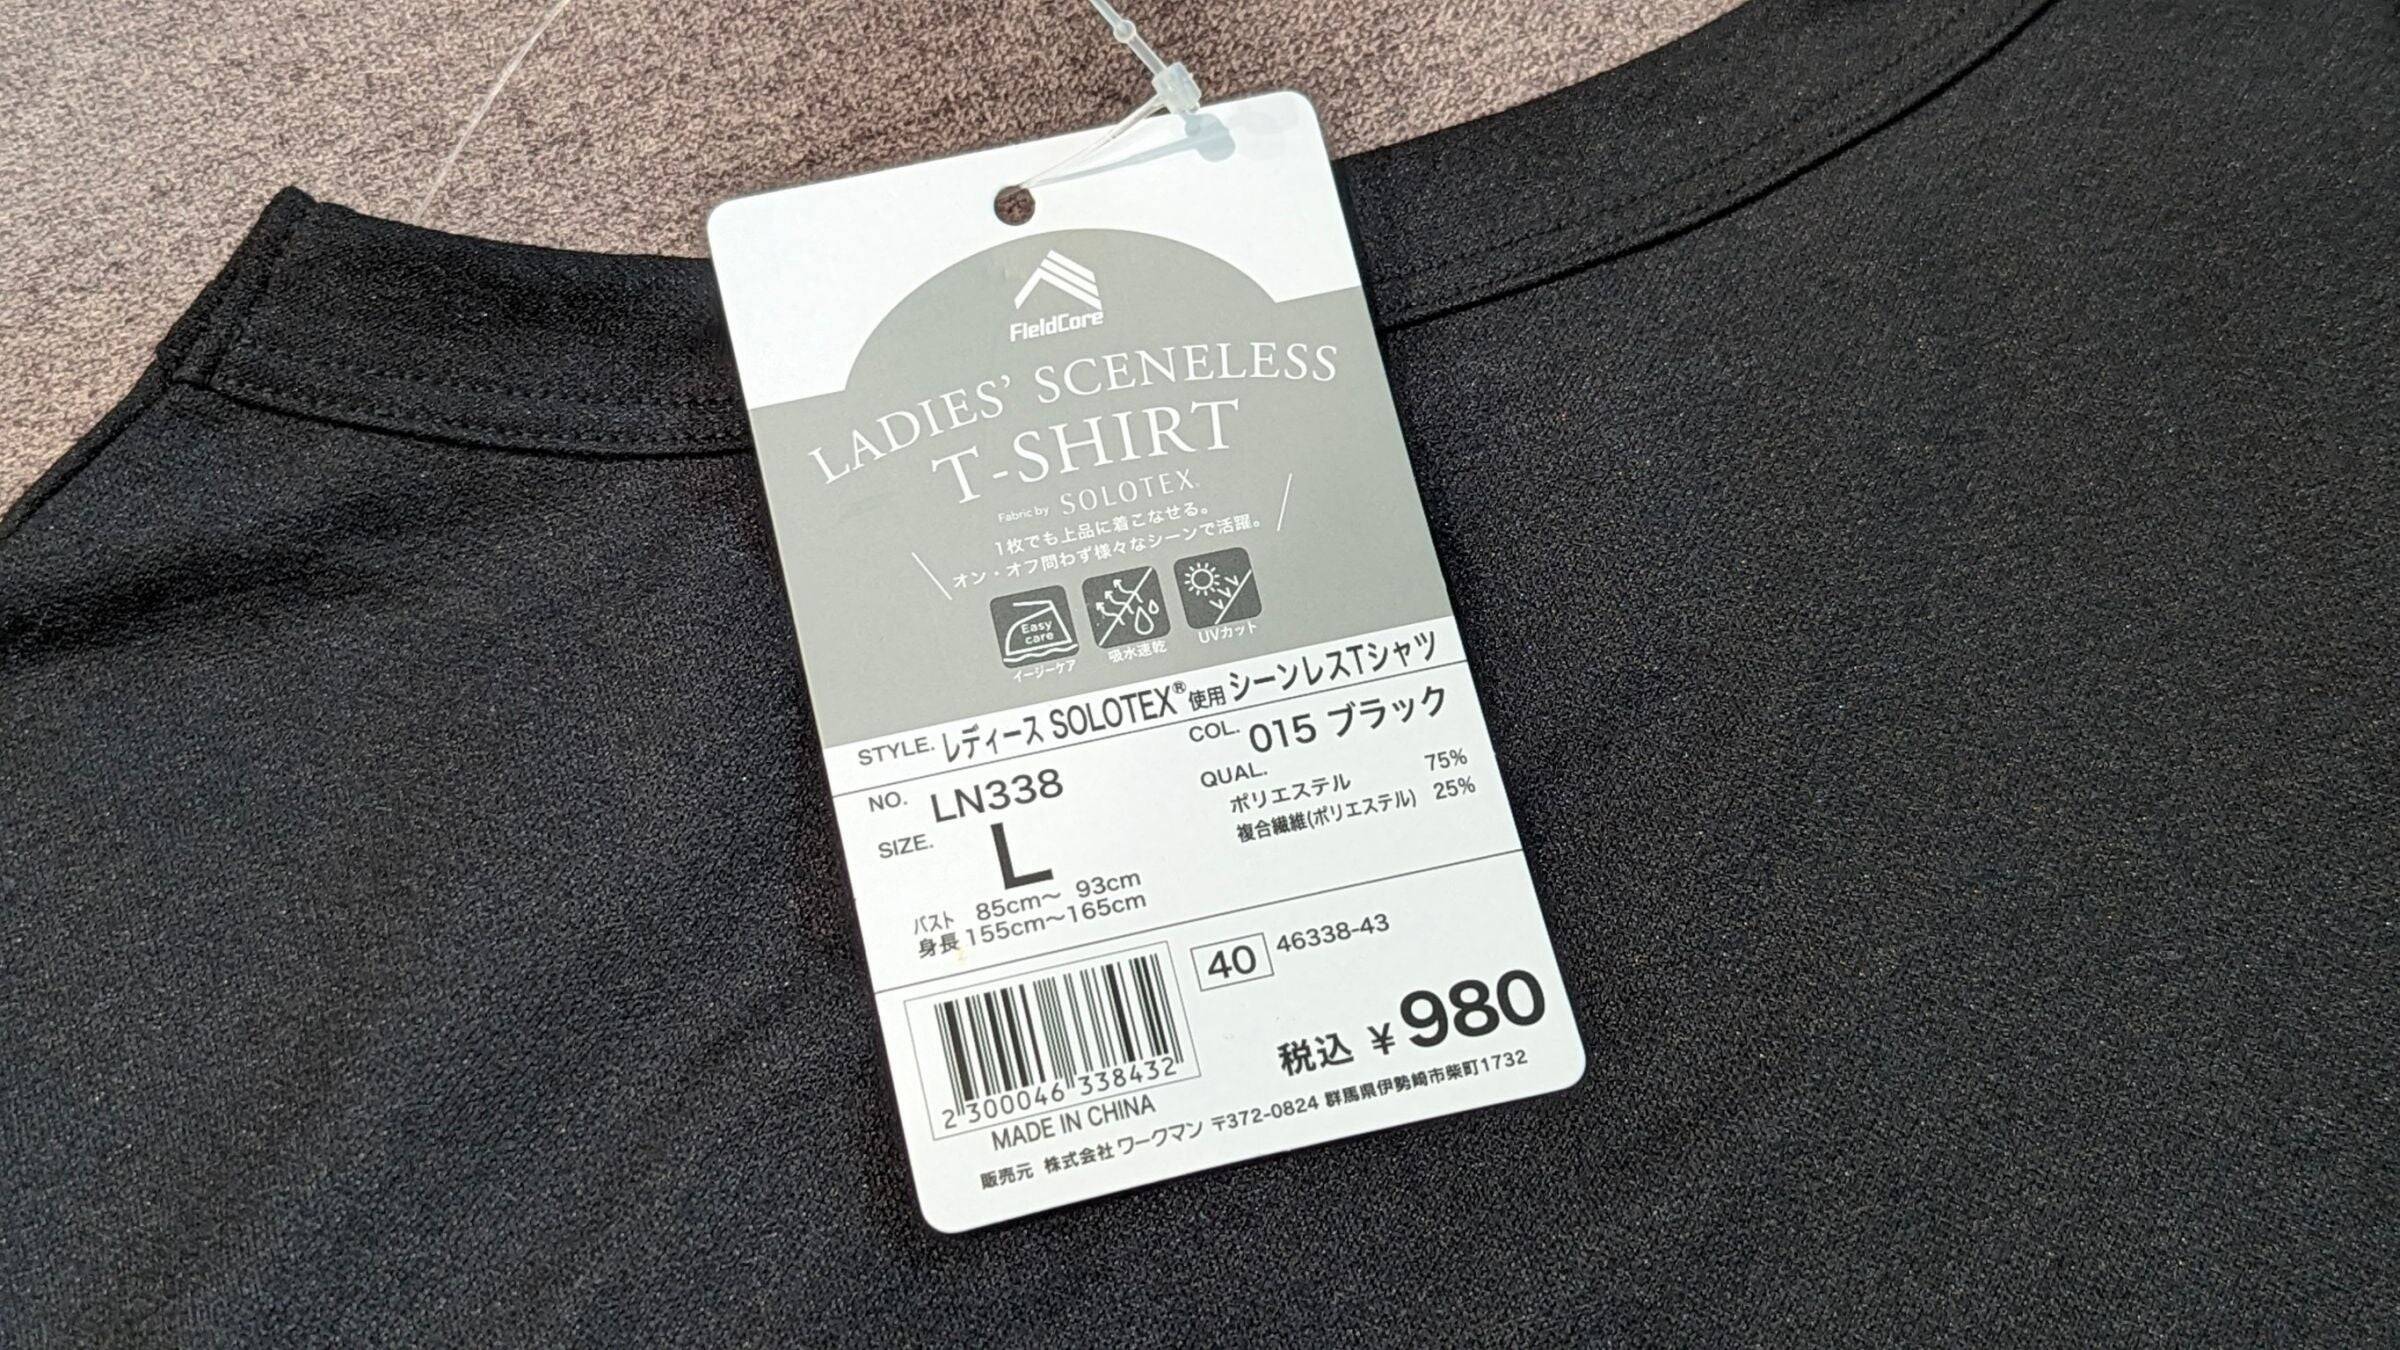 FieldCore
LADIES' SCENELESS
T-SHIRT
Fabric by SOLOTEX®
1枚でも上品に着こなせる。
オン・オフ問わず様々なシーンで活躍。
Easy
care
イージーケア
吸水速乾
UVカット
STYLE. レディース SOLOTEX®使用 シーンレスTシャツ
NO. LN338
COL. 015 ブラック
SIZE. L
QUAL.
ポリエステル 75%
複合繊維(ポリエステル) 25%
バスト 85cm～ 93cm
身長 155cm～165cm
40 46338-43
2 300046 338432
税込 ¥980
MADE IN CHINA
販売元 株式会社 ワークマン 〒372-0824 群馬県伊勢崎市柴町1732